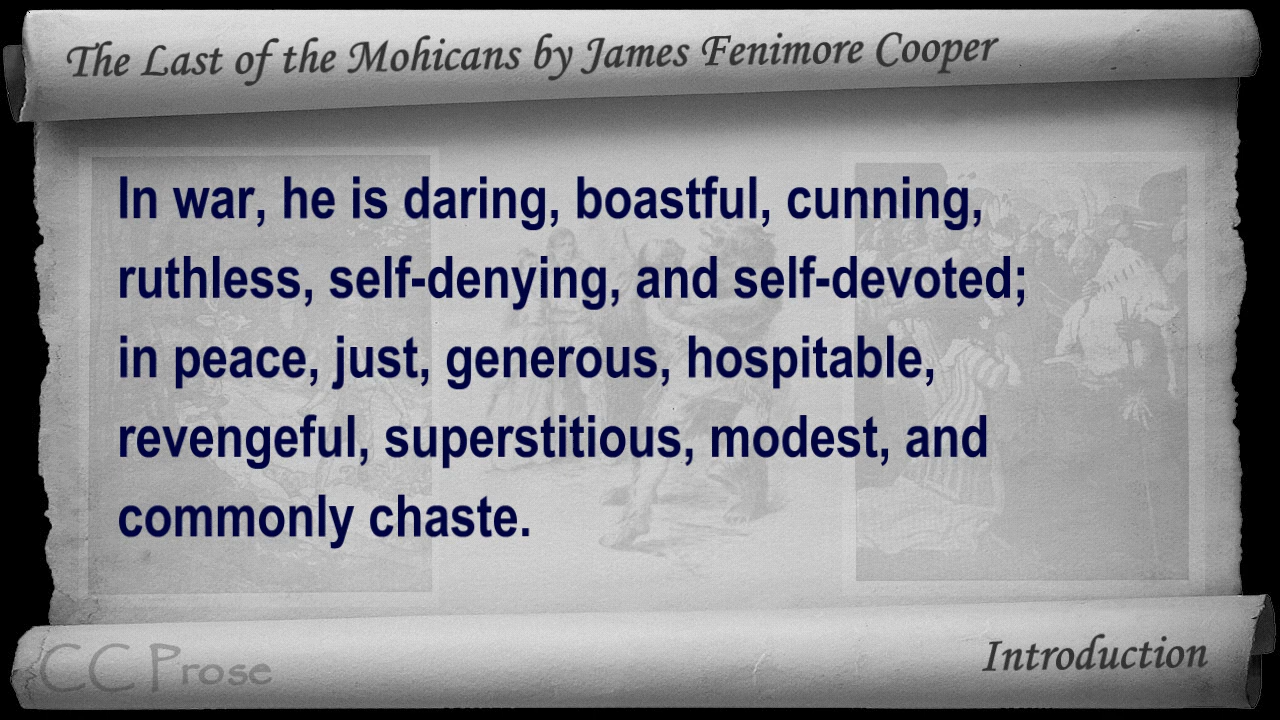 The Last of the Mohicans by James Fenimore Cooper
In war, he is daring, boastful, cunning,
ruthless, self-denying, and self-devoted;
in peace, just, generous, hospitable,
revengeful, superstitious, modest, and
commonly chaste.
CC Prose
Introduction